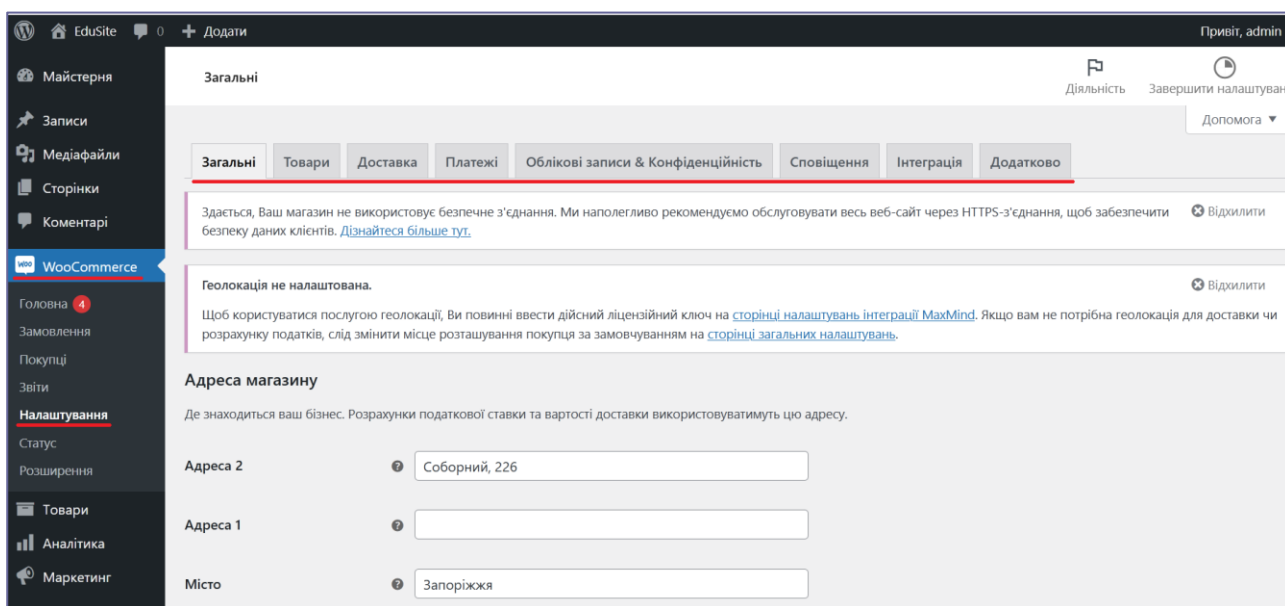 EduSite 0 + Додати Привіт, admin
Майстерня
Записи
Медіафайли
Сторінки
Коментарі
WooCommerce
Головна 4
Замовлення
Покупці
Звіти
Налаштування
Статус
Розширення
Товари
Аналітика
Маркетинг
Загальні
Діяльність Завершити налаштуван
Допомога
Загальні Товари Доставка Платежі Облікові записи & Конфіденційність Сповіщення Інтеграція Додатково
Здається, Ваш магазин не використовує безпечне з'єднання. Ми наполегливо рекомендуємо обслуговувати весь веб-сайт через HTTPS-з'єднання, щоб забезпечити
безпеку даних клієнтів. Дізнайтеся більше тут.
Відхилити
Геолокація не налаштована.
Відхилити
Щоб користуватися послугою геолокації, Ви повинні ввести дійсний ліцензійний ключ на сторінці налаштувань інтеграції MaxMind. Якщо вам не потрібна геолокація для доставки чи
розрахунку податків, слід змінити місце розташування покупця за замовчуванням на сторінці загальних налаштувань.
Адреса магазину
Де знаходиться ваш бізнес. Розрахунки податкової ставки та вартості доставки використовуватимуть цю адресу.
Адреса 2 Соборний, 226
Адреса 1
Місто Запоріжжя